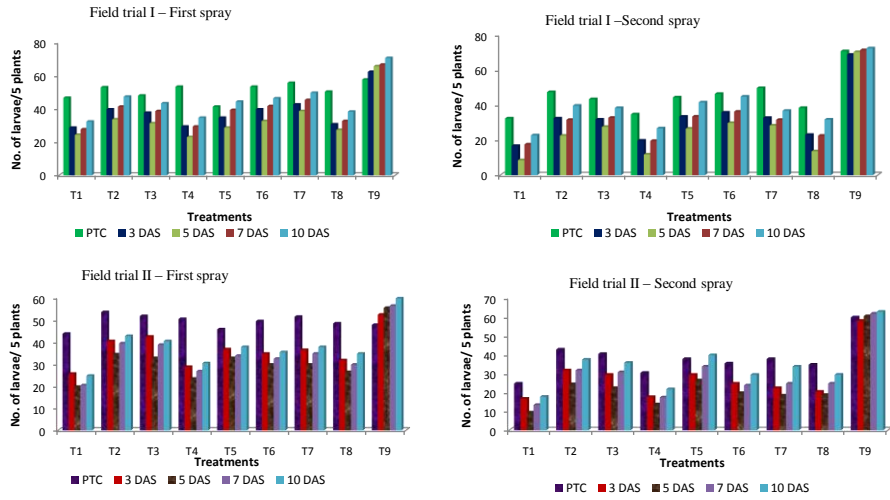 Field trial I – First spray
No. of larvae/ 5 plants
80
60
40
20
0
T1 T2 T3 T4 T5 T6 T7 T8 T9
Treatments
PTC 3 DAS 5 DAS 7 DAS 10 DAS
Field trial I –Second spray
No. of larvae/ 5 plants
80
60
40
20
0
T1 T2 T3 T4 T5 T6 T7 T8 T9
Treatments
PTC 3 DAS 5 DAS 7 DAS 10 DAS
Field trial II – First spray
No. of larvae/ 5 plants
60
50
40
30
20
10
0
T1 T2 T3 T4 T5 T6 T7 T8 T9
Treatments
PTC 3 DAS 5 DAS 7 DAS 10 DAS
Field trial II – Second spray
No. of larvae/ 5 plants
70
60
50
40
30
20
10
0
T1 T2 T3 T4 T5 T6 T7 T8 T9
Treatments
PTC 3 DAS 5 DAS 7 DAS 10 DAS